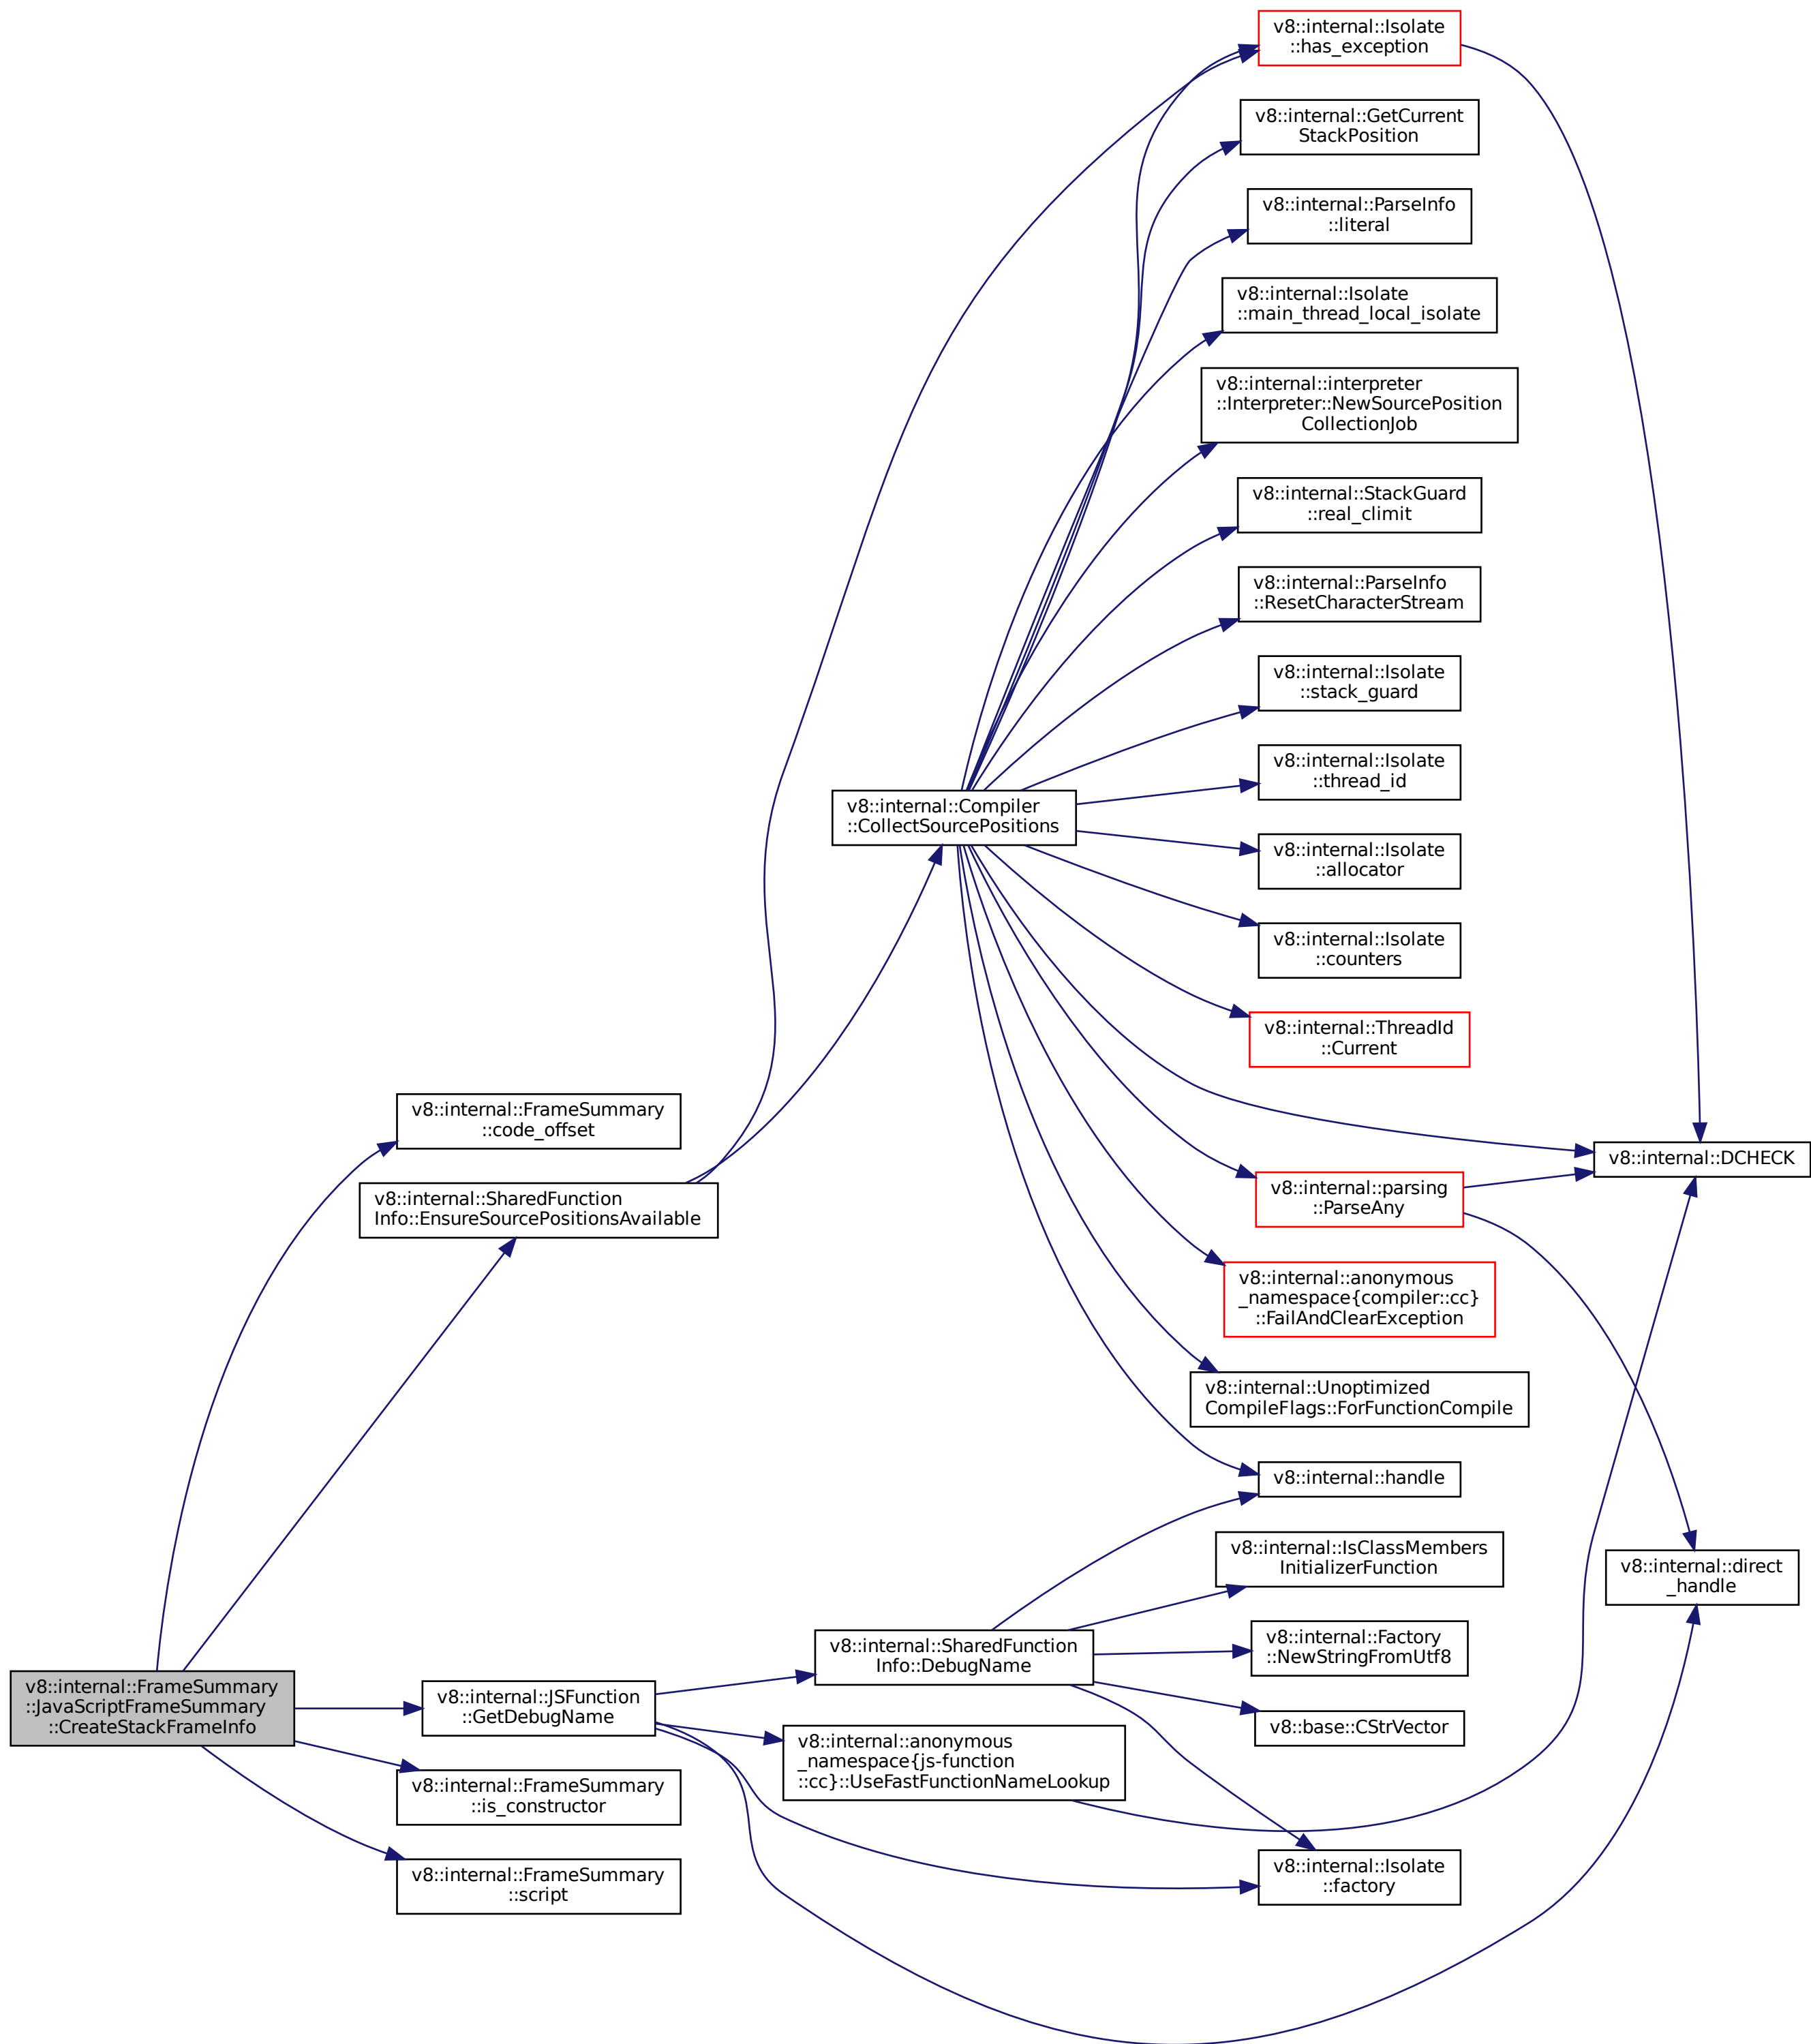 v8::internal::Isolate
::has_exception
v8::internal::GetCurrent
StackPosition
v8::internal::ParseInfo
::literal
v8::internal::Isolate
::main_thread_local_isolate
v8::internal::interpreter
::Interpreter::NewSourcePosition
CollectionJob
v8::internal::StackGuard
::real_climit
v8::internal::ParseInfo
::ResetCharacterStream
v8::internal::Isolate
::stack_guard
v8::internal::Isolate
::thread_id
v8::internal::Compiler
::CollectSourcePositions
v8::internal::Isolate
::allocator
v8::internal::Isolate
::counters
v8::internal::ThreadId
::Current
v8::internal::FrameSummary
::code_offset
v8::internal::DCHECK
v8::internal::SharedFunction
Info::EnsureSourcePositionsAvailable
v8::internal::parsing
::ParseAny
v8::internal::anonymous
_namespace{compiler::cc}
::FailAndClearException
v8::internal::Unoptimized
CompileFlags::ForFunctionCompile
v8::internal::handle
v8::internal::IsClassMembers
InitializerFunction
v8::internal::direct
_handle
v8::internal::SharedFunction
Info::DebugName
v8::internal::Factory
::NewStringFromUtf8
v8::internal::FrameSummary
::JavaScriptFrameSummary
::CreateStackFrameInfo
v8::internal::JSFunction
::GetDebugName
v8::base::CStrVector
v8::internal::anonymous
_namespace{js-function
::cc}::UseFastFunctionNameLookup
v8::internal::FrameSummary
::is_constructor
v8::internal::Isolate
::factory
v8::internal::FrameSummary
::script